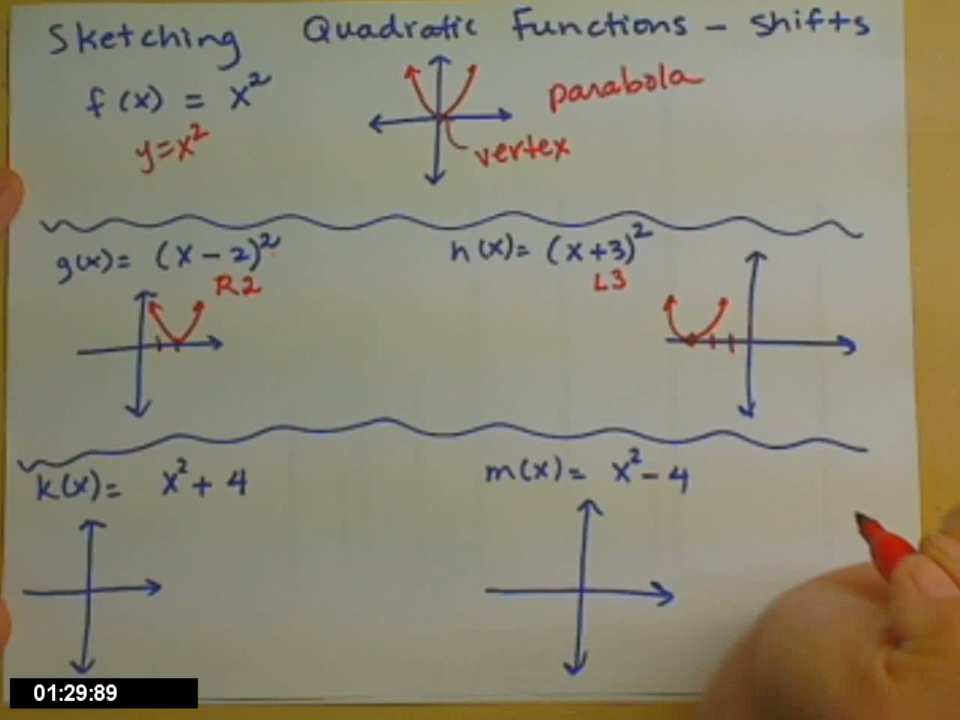 Sketching Quadratic Functions - shifts
f(x) = x²
y=x²
parabola
vertex
g(x)= (x-2)²
R2
h(x)= (x+3)²
L3
k(x)= x²+4
m(x)= x²-4
01:29:89